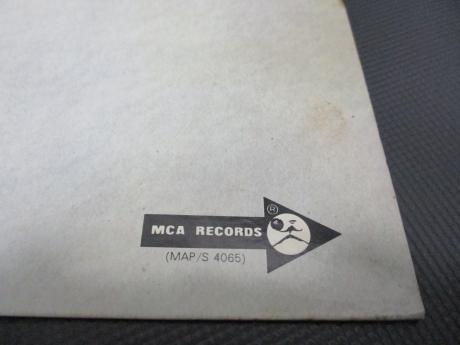 ®
MCA RECORDS
(MAP/S 4065)